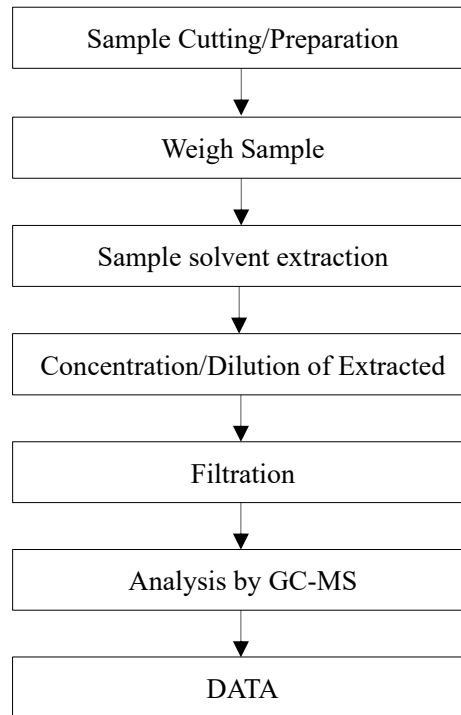 Sample Cutting/Preparation
Weigh Sample
Sample solvent extraction
Concentration/Dilution of Extracted
Filtration
Analysis by GC-MS
DATA